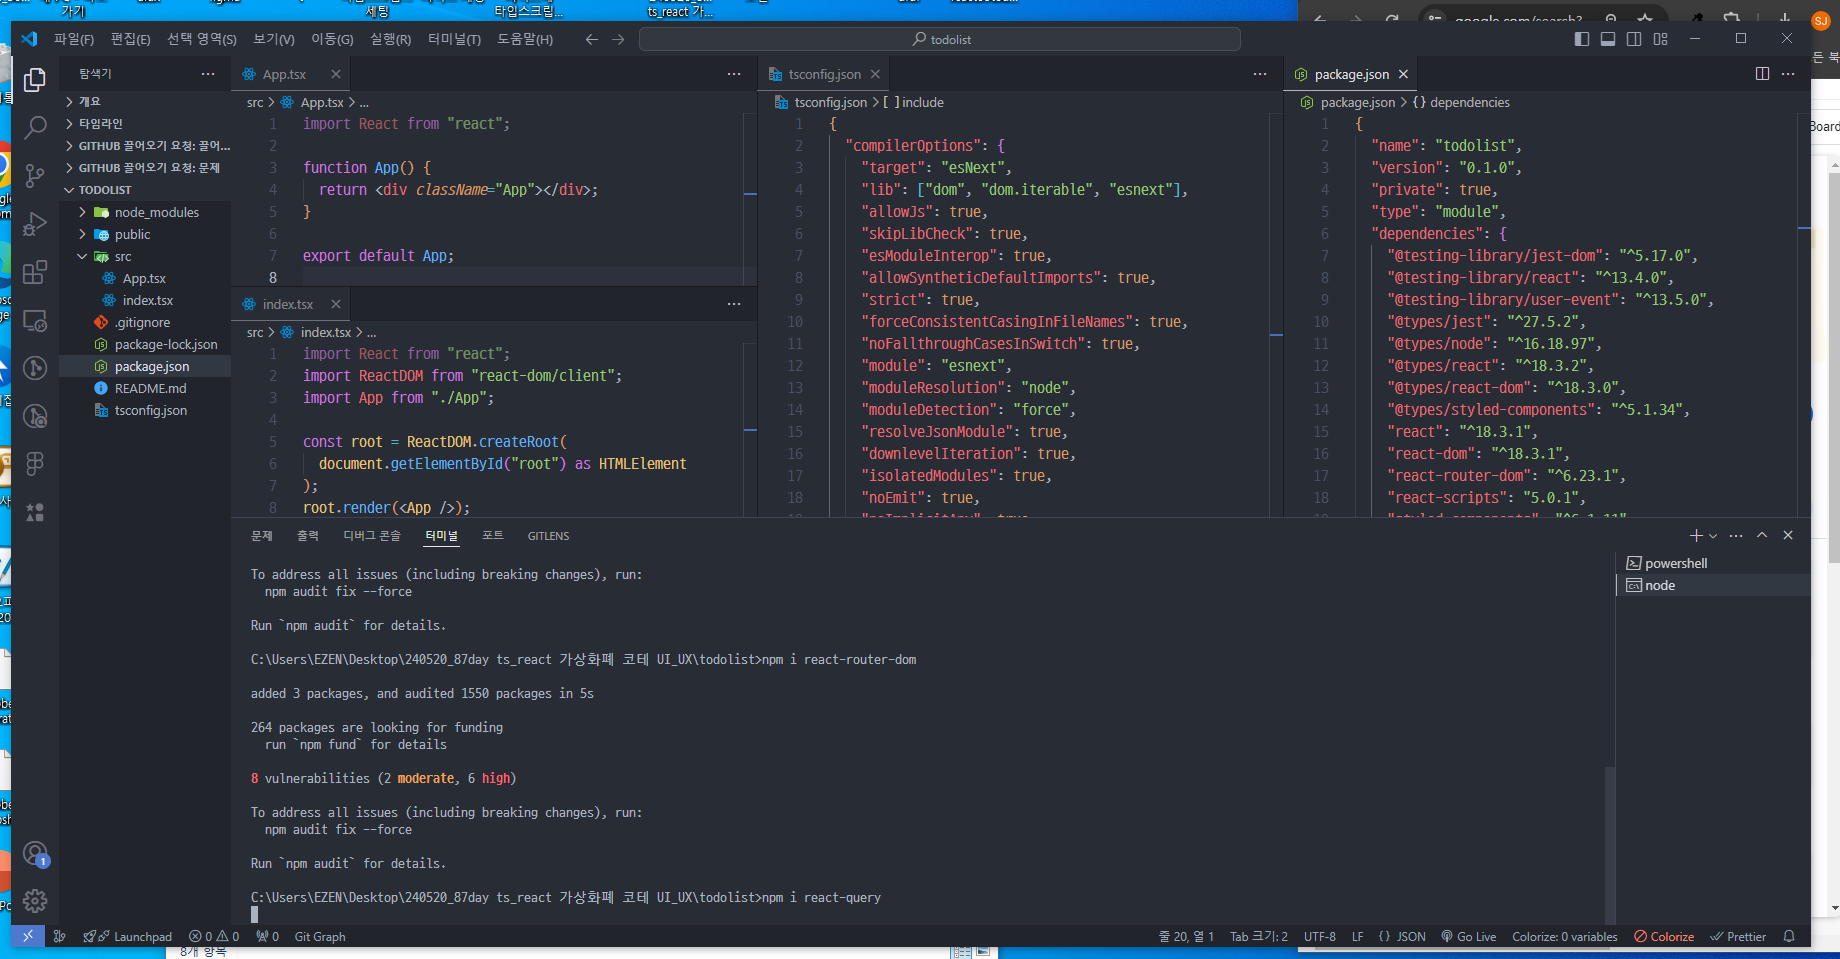 가기
세팅
타입스크립...
ts_react 가...
google.com/search?
SJ
파일(F) 편집(E) 선택 영역(S) 보기(V) 이동(G) 실행(R) 터미널(T) 도움말(H)
todolist
탐색기
개요
타임라인
GITHUB 끌어오기 요청: 끌어...
GITHUB 끌어오기 요청: 문제
TODOLIST
node_modules
public
src
App.tsx
index.tsx
.gitignore
package-lock.json
package.json
README.md
tsconfig.json
1
App.tsx
src > App.tsx > ...
1 import React from "react";
2
3 function App() {
4 return <div className="App"></div>;
5 }
6
7 export default App;
8
index.tsx
src > index.tsx > ...
1 import React from "react";
2 import ReactDOM from "react-dom/client";
3 import App from "./App";
4
5 const root = ReactDOM.createRoot(
6 document.getElementById("root") as HTMLElement
7 );
8 root.render(<App />);
tsconfig.json
tsconfig.json > [ ] include
1 {
2 "compilerOptions": {
3 "target": "esNext",
4 "lib": ["dom", "dom.iterable", "esnext"],
5 "allowJs": true,
6 "skipLibCheck": true,
7 "esModuleInterop": true,
8 "allowSyntheticDefaultImports": true,
9 "strict": true,
10 "forceConsistentCasingInFileNames": true,
11 "noFallthroughCasesInSwitch": true,
12 "module": "esnext",
13 "moduleResolution": "node",
14 "moduleDetection": "force",
15 "resolveJsonModule": true,
16 "downlevelIteration": true,
17 "isolatedModules": true,
18 "noEmit": true,
package.json
package.json > {} dependencies
1 {
2 "name": "todolist",
3 "version": "0.1.0",
4 "private": true,
5 "type": "module",
6 "dependencies": {
7 "@testing-library/jest-dom": "^5.17.0",
8 "@testing-library/react": "^13.4.0",
9 "@testing-library/user-event": "^13.5.0",
10 "@types/jest": "^27.5.2",
11 "@types/node": "^16.18.97",
12 "@types/react": "^18.3.2",
13 "@types/react-dom": "^18.3.0",
14 "@types/styled-components": "^5.1.34",
15 "react": "^18.3.1",
16 "react-dom": "^18.3.1",
17 "react-router-dom": "^6.23.1",
18 "react-scripts": "5.0.1",
19 "styled-components": "^6.1.11",
Board
문제 출력 디버그 콘솔 터미널 포트 GITLENS
To address all issues (including breaking changes), run:
npm audit fix --force
Run `npm audit` for details.
C:\Users\EZEN\Desktop\240520_87day ts_react 가상화폐 코테 UI_UX\todolist>npm i react-router-dom
added 3 packages, and audited 1550 packages in 5s
264 packages are looking for funding
run `npm fund` for details
8 vulnerabilities (2 moderate, 6 high)
To address all issues (including breaking changes), run:
npm audit fix --force
Run `npm audit` for details.
C:\Users\EZEN\Desktop\240520_87day ts_react 가상화폐 코테 UI_UX\todolist>npm i react-query
powershell
node
Launchpad 0 0 0 Git Graph
줄 20, 열 1 Tab 크기: 2 UTF-8 LF {} JSON Go Live Colorize: 0 variables Colorize Prettier
8개 항목